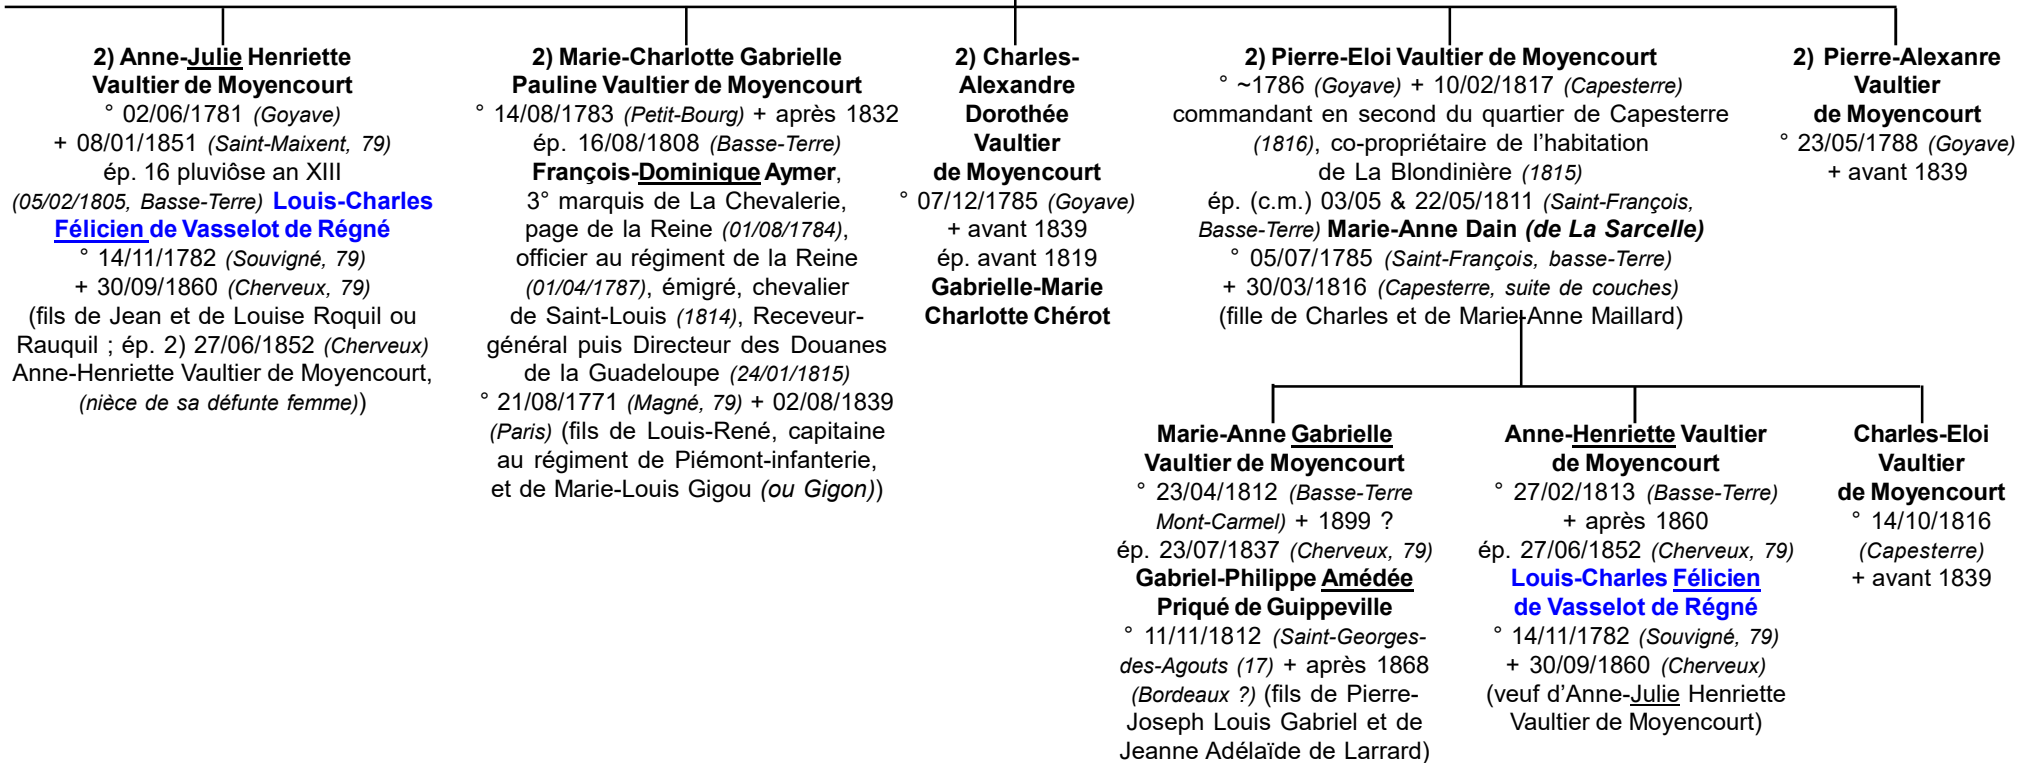 2) Anne-Julie Henriette
Vaultier de Moyencourt
° 02/06/1781 (Goyave)
+ 08/01/1851 (Saint-Maixent, 79)
ép. 16 pluviôse an XIII
(05/02/1805, Basse-Terre) Louis-Charles
Félicien de Vasselot de Régné
° 14/11/1782 (Souvigné, 79)
+ 30/09/1860 (Cherveux, 79)
(fils de Jean et de Louise Roquil ou
Rauquil ; ép. 2) 27/06/1852 (Cherveux)
Anne-Henriette Vaultier de Moyencourt,
(nièce de sa défunte femme))
2) Marie-Charlotte Gabrielle
Pauline Vaultier de Moyencourt
° 14/08/1783 (Petit-Bourg) + après 1832
ép. 16/08/1808 (Basse-Terre)
François-Dominique Aymer,
3° marquis de La Chevalerie,
page de la Reine (01/08/1784),
officier au régiment de la Reine
(01/04/1787), émigré, chevalier
de Saint-Louis (1814), Receveur-
général puis Directeur des Douanes
de la Guadeloupe (24/01/1815)
° 21/08/1771 (Magné, 79) + 02/08/1839
(Paris) (fils de Louis-René, capitaine
au régiment de Piémont-infanterie,
et de Marie-Louis Gigou (ou Gigon))
2) Charles-
Alexandre
Dorothée
Vaultier
de Moyencourt
° 07/12/1785 (Goyave)
+ avant 1839
ép. avant 1819
Gabrielle-Marie
Charlotte Chérot
2) Pierre-Eloi Vaultier de Moyencourt
° ~1786 (Goyave) + 10/02/1817 (Capesterre)
commandant en second du quartier de Capesterre
(1816), co-propriétaire de l'habitation
de La Blondinière (1815)
ép. (c.m.) 03/05 & 22/05/1811 (Saint-François,
Basse-Terre) Marie-Anne Dain (de La Sarcelle)
° 05/07/1785 (Saint-François, basse-Terre)
+ 30/03/1816 (Capesterre, suite de couches)
(fille de Charles et de Marie-Anne Maillard)
2) Pierre-Alexanre
Vaultier
de Moyencourt
° 23/05/1788 (Goyave)
+ avant 1839
Marie-Anne Gabrielle
Vaultier de Moyencourt
° 23/04/1812 (Basse-Terre
Mont-Carmel) + 1899 ?
ép. 23/07/1837 (Cherveux, 79)
Gabriel-Philippe Amédée
Priqué de Guippeville
° 11/11/1812 (Saint-Georges-
des-Agouts (17) + après 1868
(Bordeaux ?) (fils de Pierre-
Joseph Louis Gabriel et de
Jeanne Adélaïde de Larrard)
Anne-Henriette Vaultier
de Moyencourt
° 27/02/1813 (Basse-Terre)
+ après 1860
ép. 27/06/1852 (Cherveux, 79)
Louis-Charles Félicien
de Vasselot de Régné
° 14/11/1782 (Souvigné, 79)
+ 30/09/1860 (Cherveux)
(veuf d'Anne-Julie Henriette
Vaultier de Moyencourt)
Charles-Eloi
Vaultier
de Moyencourt
° 14/10/1816
(Capesterre)
+ avant 1839